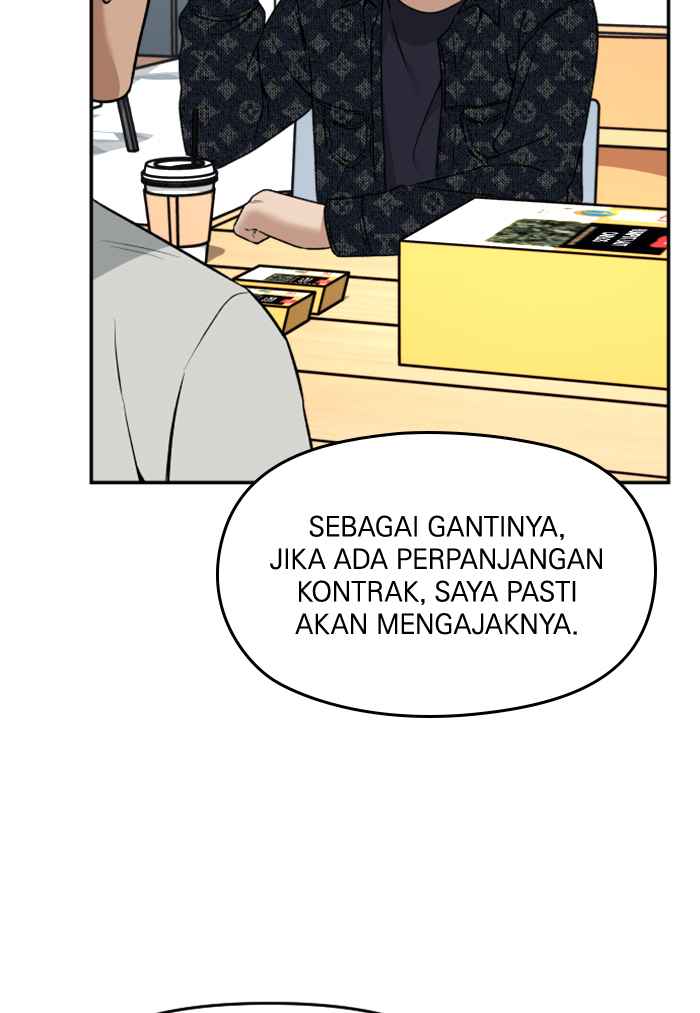 SEBAGAI GANTINYA,
JIKA ADA PERPANJANGAN
KONTRAK, SAYA PASTI
AKAN MENGAJAKNYA.